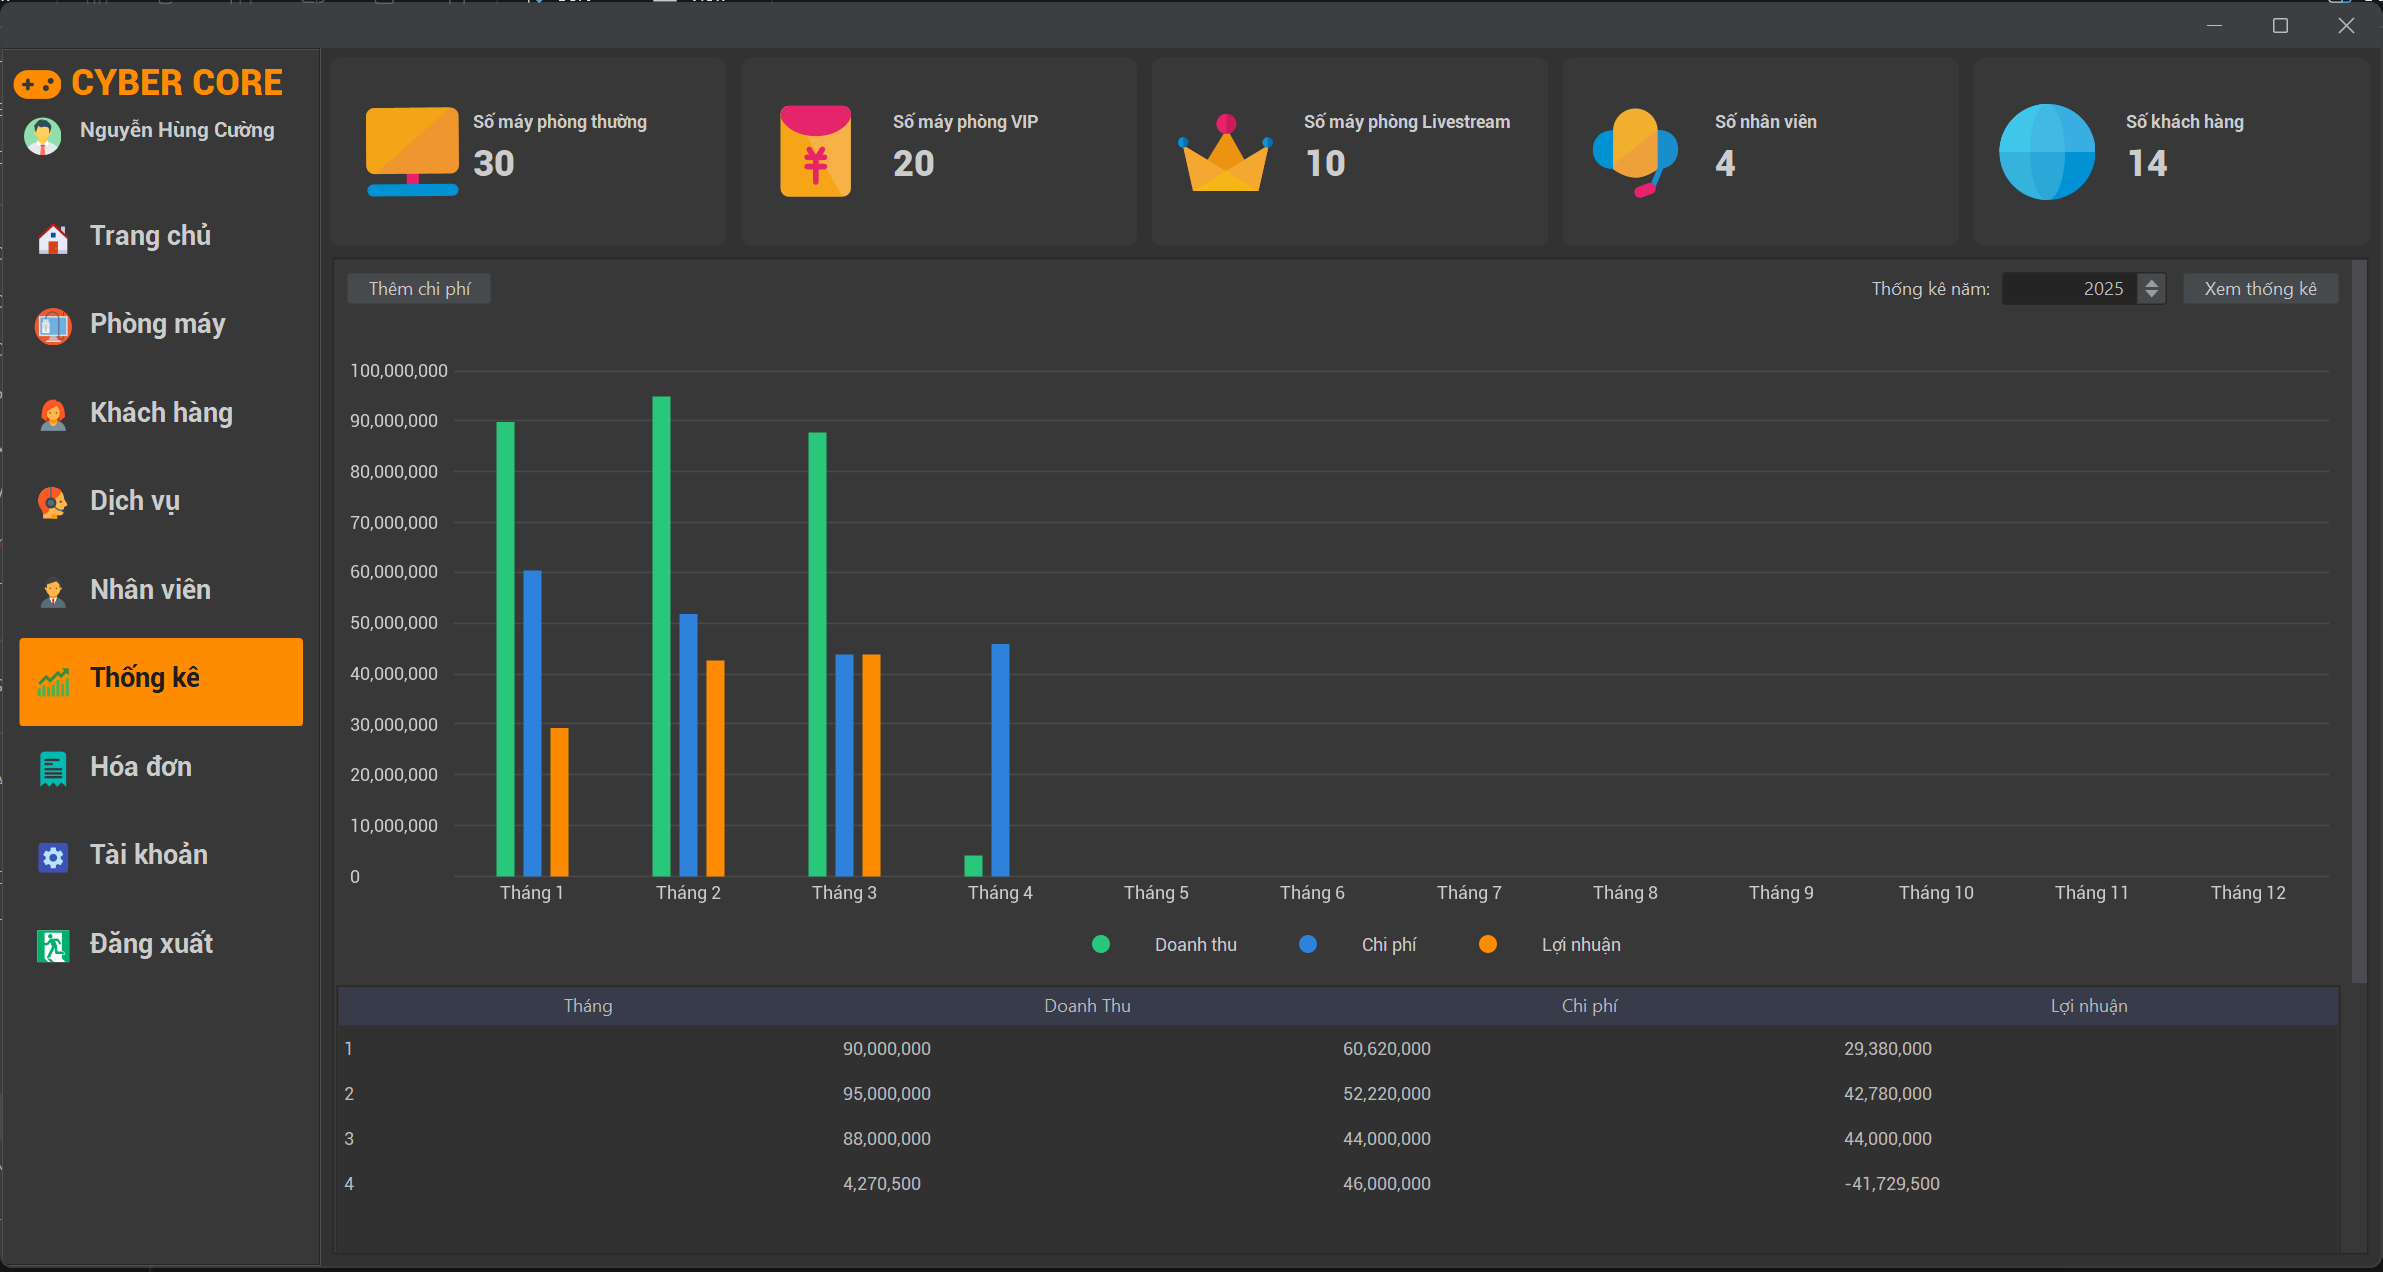 CYBER CORE
Nguyễn Hùng Cường
Trang chủ
Phòng máy
Khách hàng
Dịch vụ
Nhân viên
Thống kê
Hóa đơn
Tài khoản
Đăng xuất
Số máy phòng thường
30
Số máy phòng VIP
20
Số máy phòng Livestream
10
Số nhân viên
4
Số khách hàng
14
Thêm chi phí
Thống kê năm: 2025 Xem thống kê
100,000,000
90,000,000
80,000,000
70,000,000
60,000,000
50,000,000
40,000,000
30,000,000
20,000,000
10,000,000
0
Tháng 1 Tháng 2 Tháng 3 Tháng 4 Tháng 5 Tháng 6 Tháng 7 Tháng 8 Tháng 9 Tháng 10 Tháng 11 Tháng 12
Doanh thu Chi phí Lợi nhuận
Tháng Doanh Thu Chi phí Lợi nhuận
1 90,000,000 60,620,000 29,380,000
2 95,000,000 52,220,000 42,780,000
3 88,000,000 44,000,000 44,000,000
4 4,270,500 46,000,000 -41,729,500